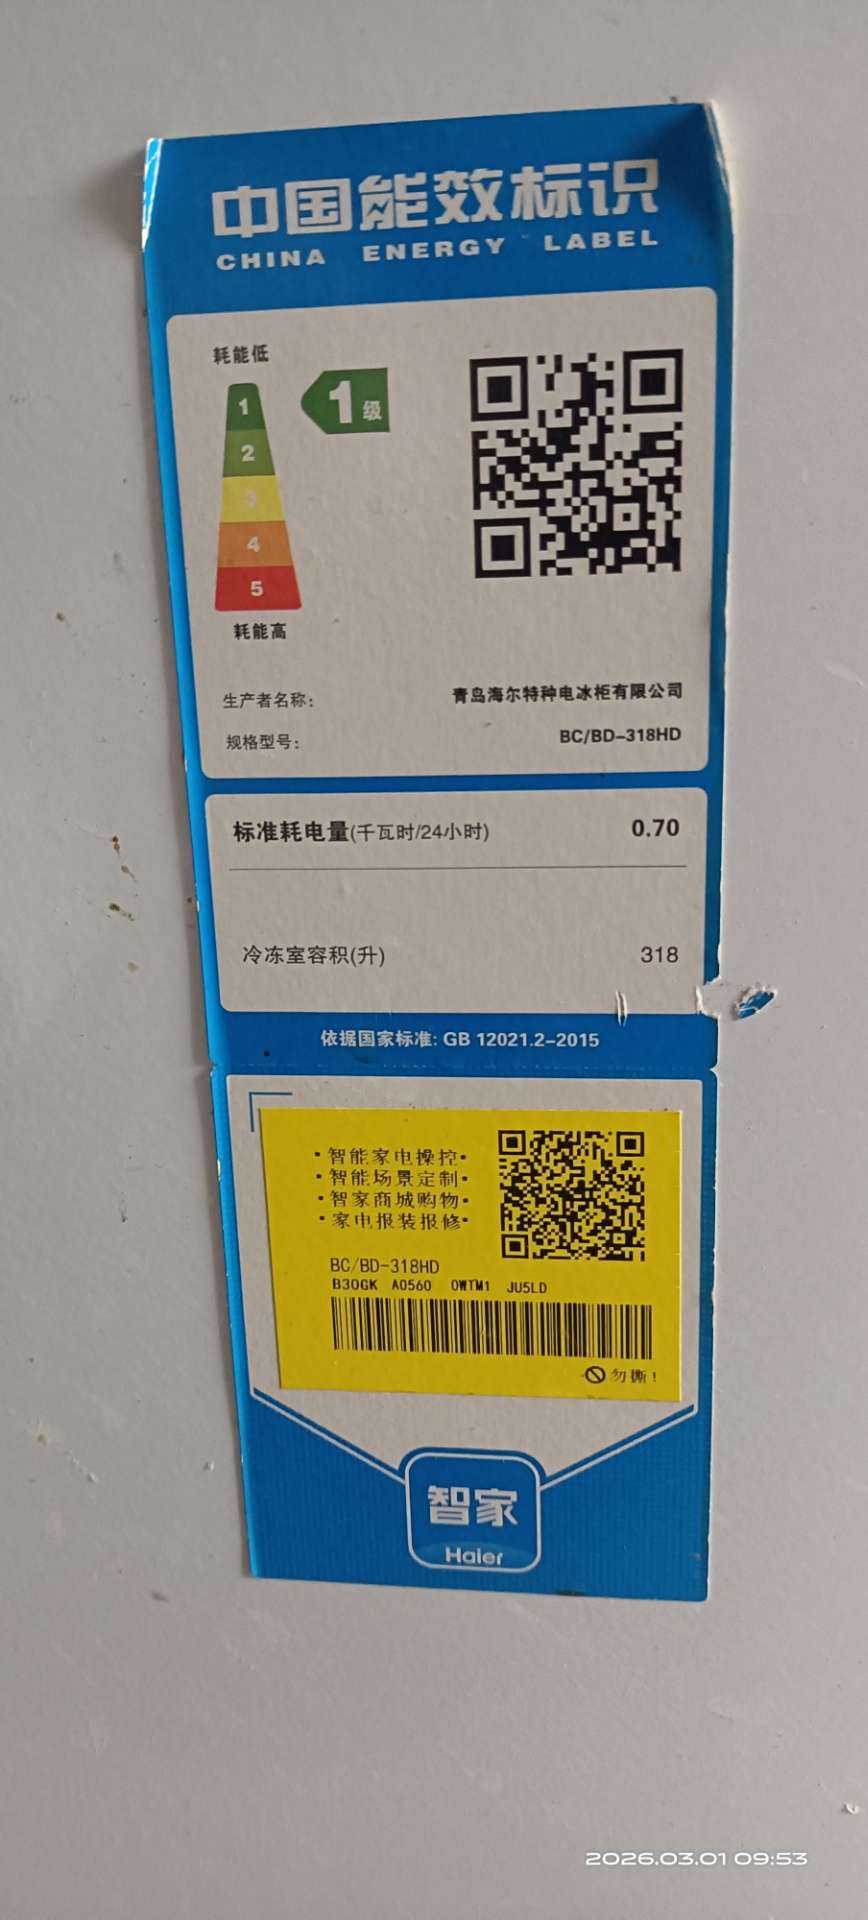 中国能效标识
CHINA ENERGY LABEL
耗能低
1
1级
2
3
4
5
耗能高
生产者名称: 青岛海尔特种电冰柜有限公司
规格型号: BC/BD-318HD
标准耗电量(千瓦时/24小时) 0.70
冷冻室容积(升) 318
依据国家标准: GB 12021.2-2015
·智能家电操控·
·智能场景定制·
·智家商城购物·
·家电报装报修·
BC/BD-318HD
B30GK A0560 0WTM1 JU5LD
勿撕!
智家
Haier
2026.03.01 09:53